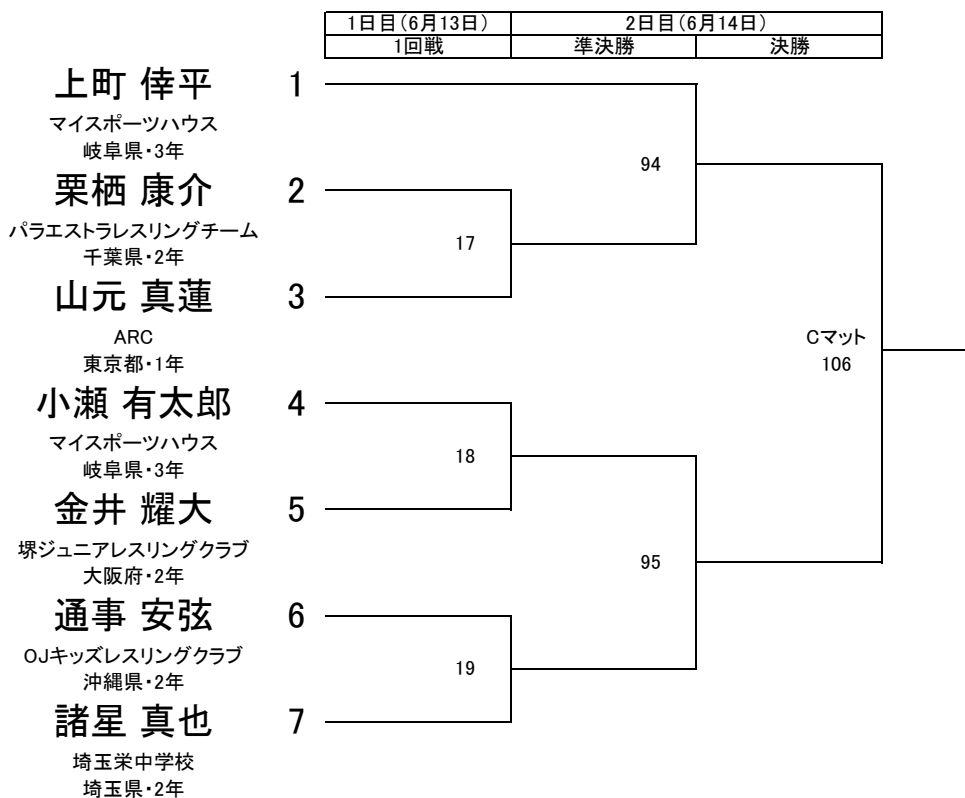 1日目(6月13日) 2日目(6月14日)
1回戦 準決勝 決勝
上町 倖平 1
マイスポーツハウス
岐阜県・3年
94
栗栖 康介 2
パラエストラレスリングチーム
千葉県・2年
17
山元 真蓮 3
ARC
東京都・1年
Cマット
106
小瀬 有太郎 4
マイスポーツハウス
岐阜県・3年
18
金井 耀大 5
堺ジュニアレスリングクラブ
大阪府・2年
95
通事 安弦 6
OJキッズレスリングクラブ
沖縄県・2年
19
諸星 真也 7
埼玉栄中学校
埼玉県・2年